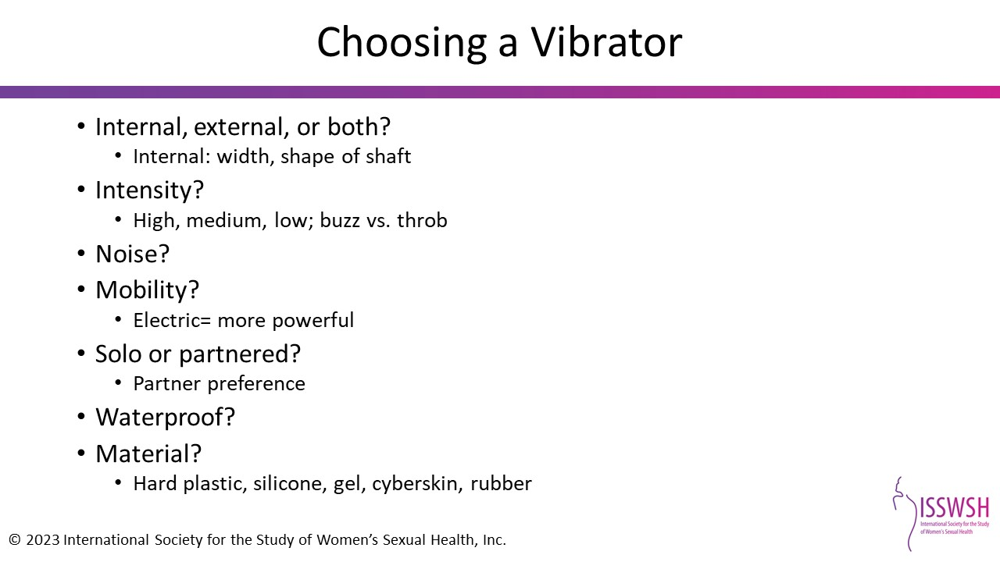 Choosing a Vibrator
• Internal, external, or both?
• Internal: width, shape of shaft
• Intensity?
• High, medium, low; buzz vs. throb
• Noise?
• Mobility?
• Electric= more powerful
• Solo or partnered?
• Partner preference
• Waterproof?
• Material?
• Hard plastic, silicone, gel, cyberskin, rubber
ISSWSH
International Society for the Study
of Women's Sexual Health
© 2023 International Society for the Study of Women’s Sexual Health, Inc.